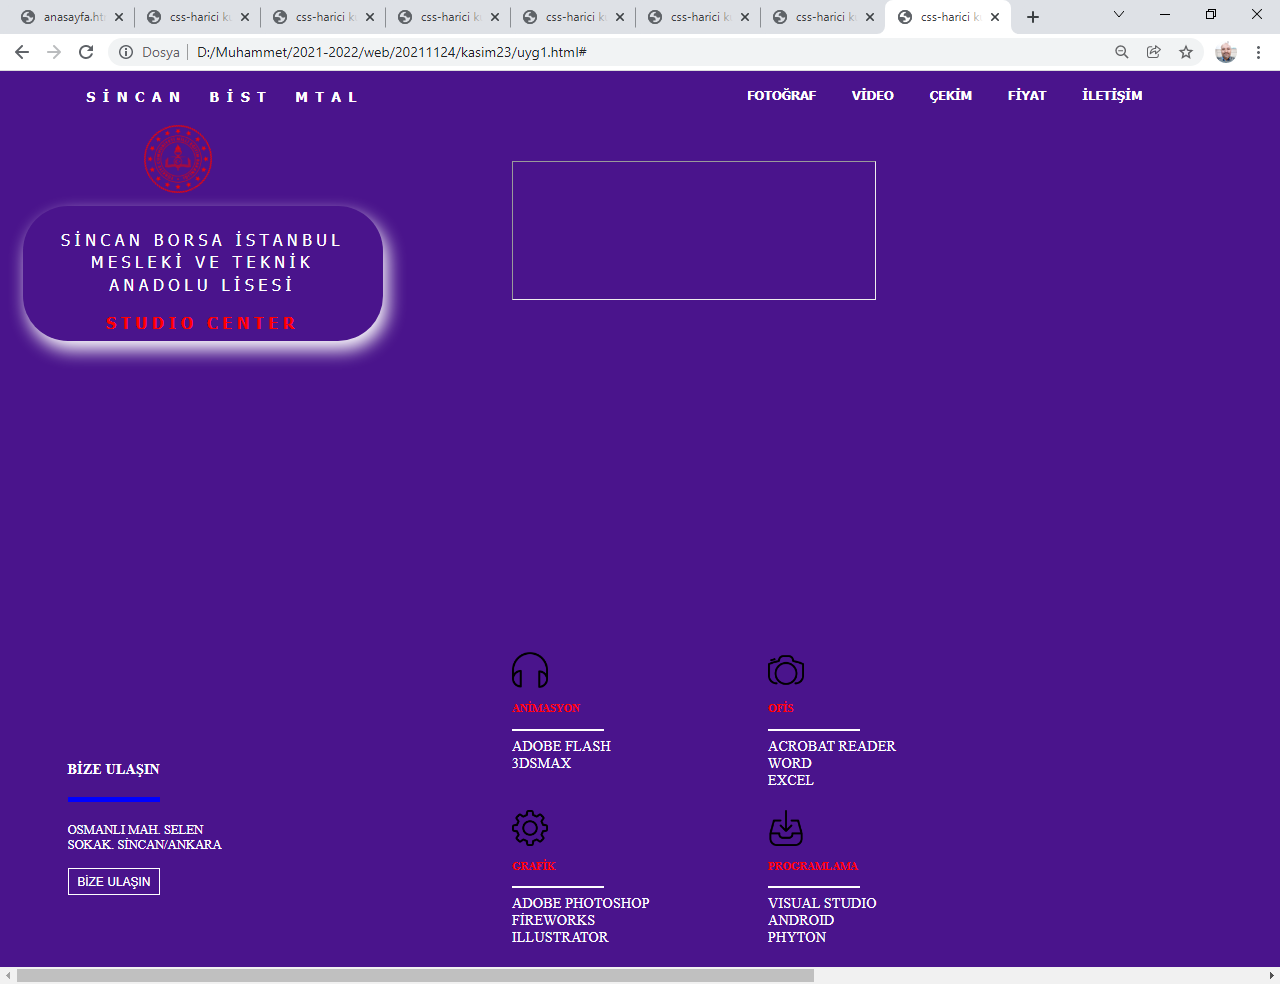 anasayfa.ht
css-harici k
css-harici k
css-harici k
css-harici k
css-harici k
css-harici k
css-harici k
Dosya
D:/Muhammet/2021-2022/web/20211124/kasim23/uyg1.html#
SİNCAN BİST MTAL
FOTOĞRAF VİDEO ÇEKİM FİYAT İLETİŞİM
SİNCAN BORSA İSTANBUL
MESLEKİ VE TEKNİK
ANADOLU LİSESİ
STUDIO CENTER
BİZE ULAŞIN
OSMANLI MAH. SELEN
SOKAK. SİNCAN/ANKARA
BİZE ULAŞIN
ANİMASYON
ADOBE FLASH
3DSMAX
OFİS
ACROBAT READER
WORD
EXCEL
GRAFİK
ADOBE PHOTOSHOP
FİREWORKS
ILLUSTRATOR
PROGRAMLAMA
VISUAL STUDIO
ANDROID
PHYTON